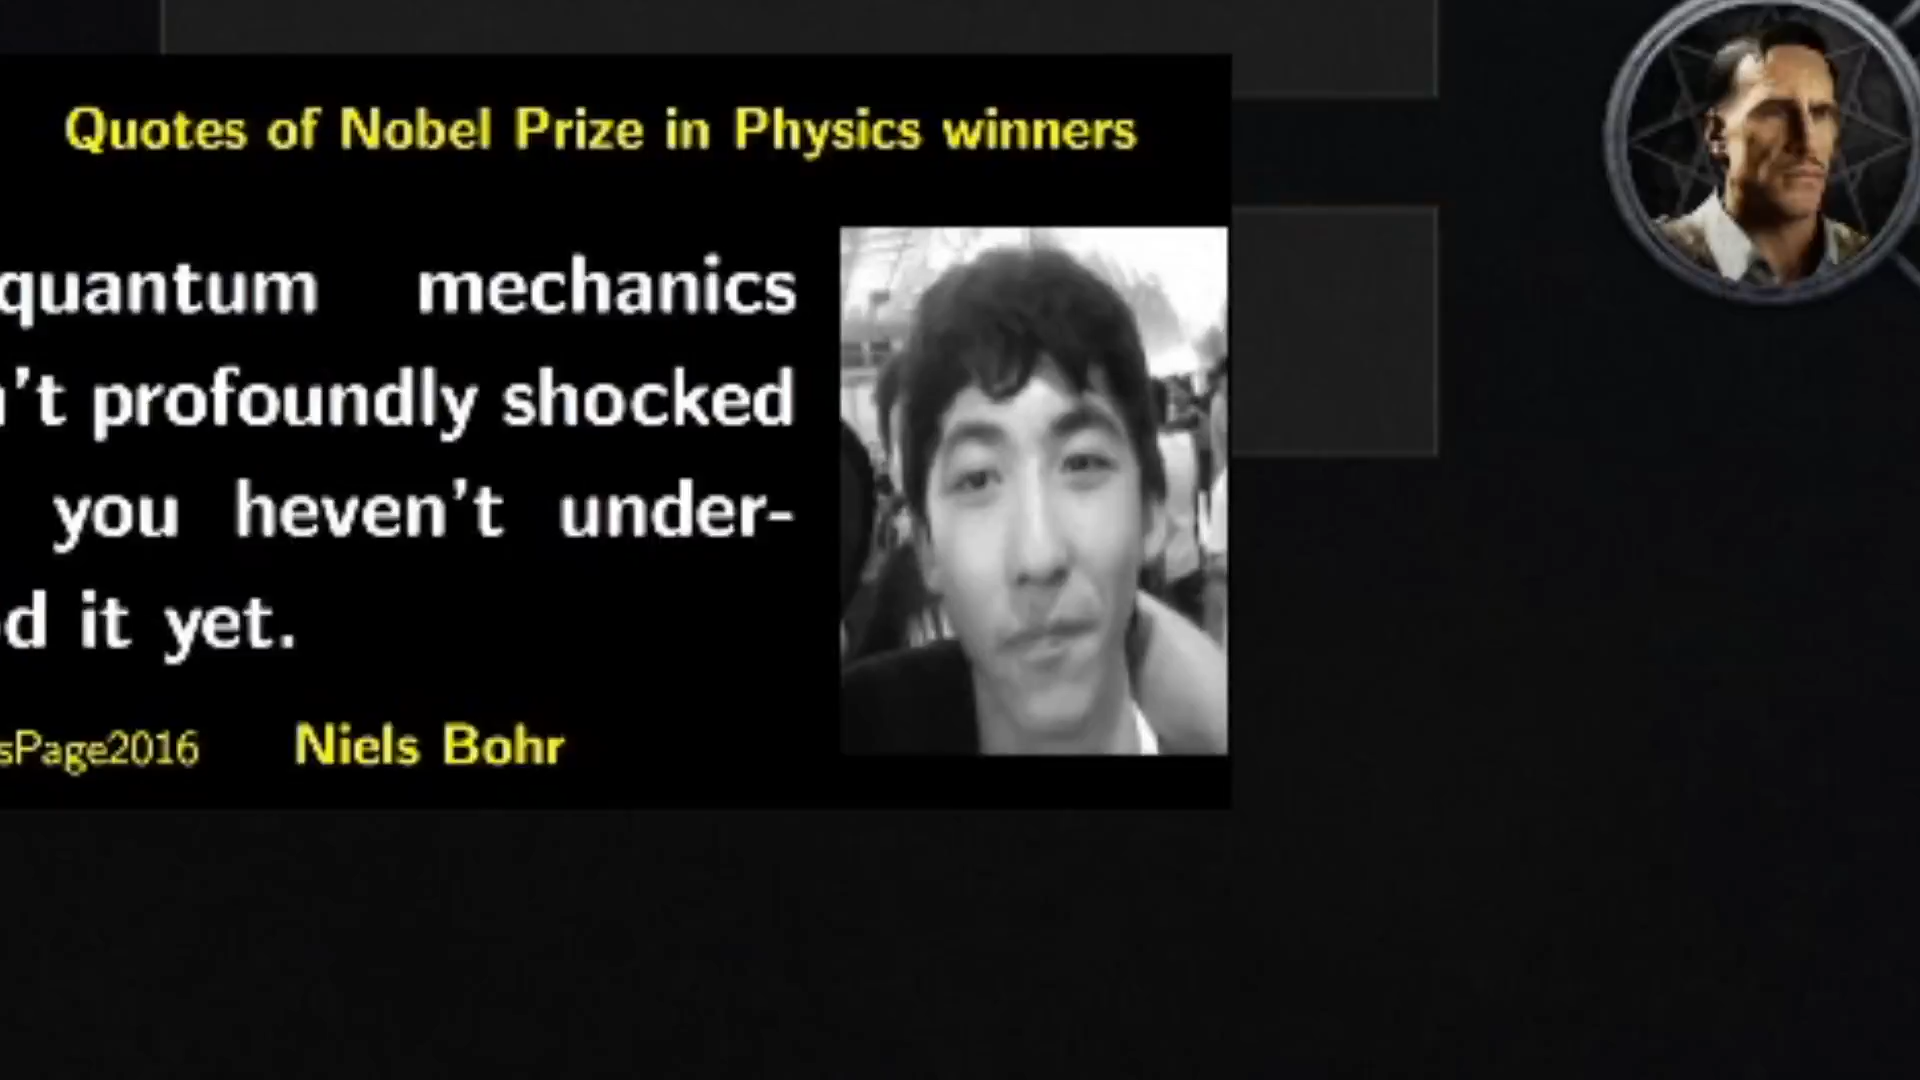 Quotes of Nobel Prize in Physics winners
quantum mechanics
n't profoundly shocked
you heven't under-
d it yet.
sPage2016 Niels Bohr